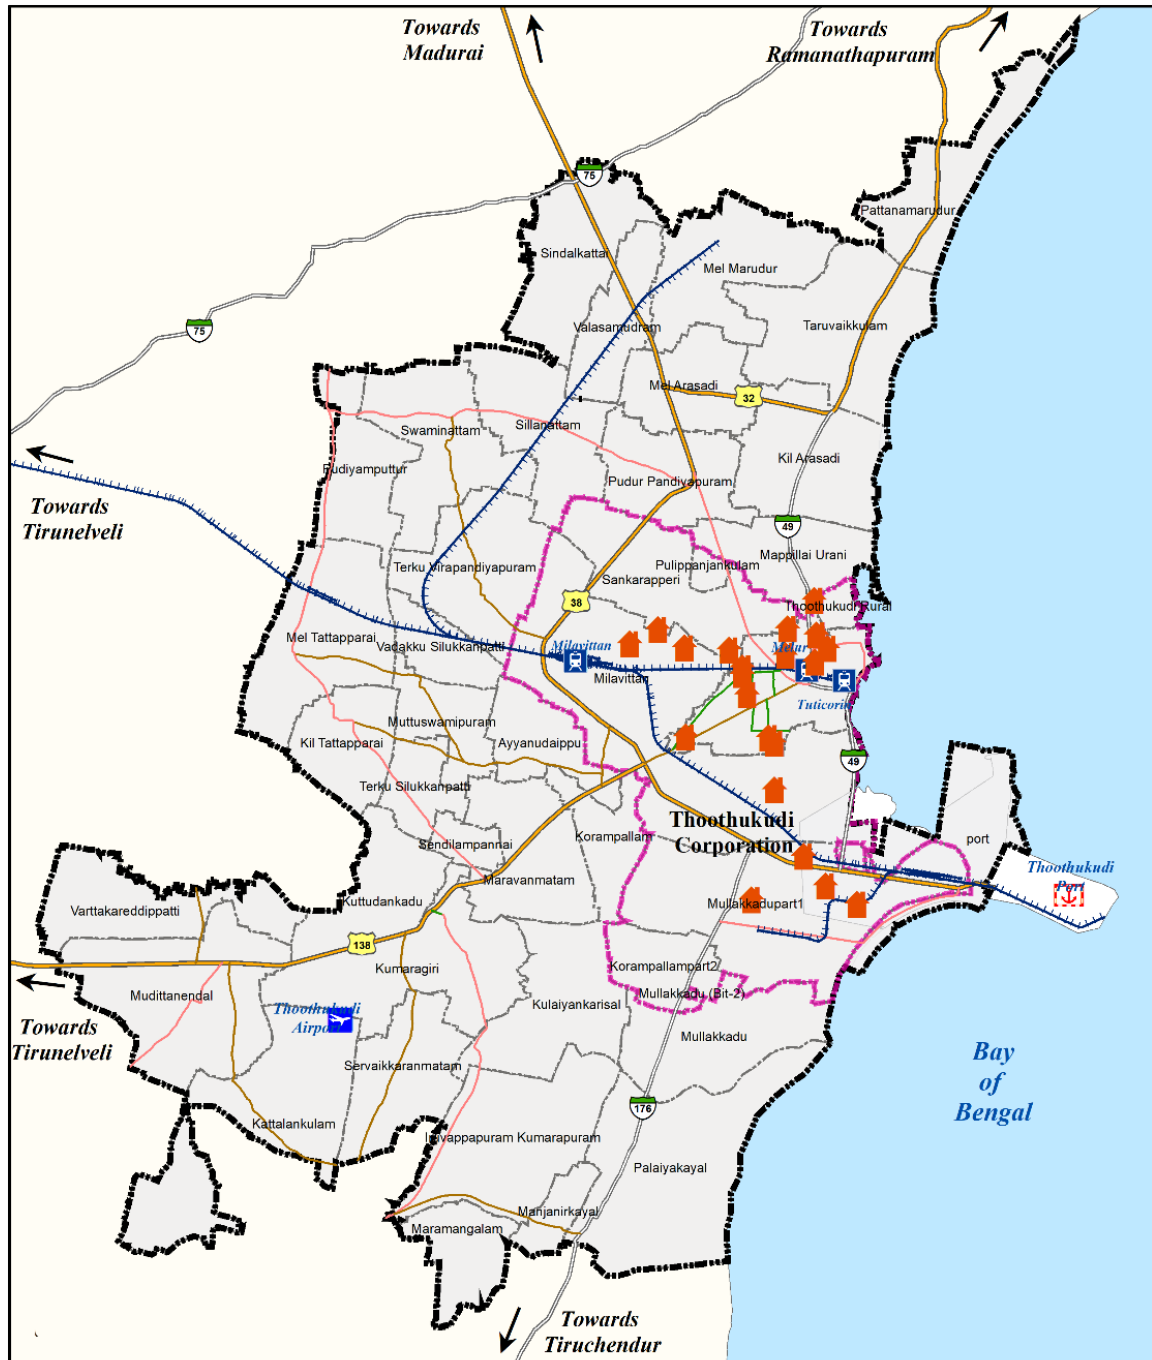 Towards
Madurai
Towards
Ramanathapuram
75
Pattanamarudur
Sindalkattai
Mel Marudur
75
Valasamudram
Taruvaikkulam
Mel Arasadi
32
Swaminattam
Sillanattam
Kil Arasadi
Pudiyamputtur
Pudur Pandiyapuram
Towards
Tirunelveli
49
Mappillai Urani
Terku Virapandiyapuram
Pulippanjankulam
Sankarapperi
38
Thoothukudi Rural
Mel Tattapparai
Vadakku Silukkanpatti
Milavittan
Melur
Milavittan
Tuticorin
Muttuswamipuram
Kil Tattapparai
Ayyanudaippu
49
Terku Silukkanpatti
Thoothukudi
Corporation
Korampallam
port
Sendilampannai
Thoothukudi
Port
Maravanmatam
Kuttudankadu
Varttakareddippatti
Mullakkadupart1
138
Kumaragiri
Korampallampart2
Mudittanendal
Mullakkadu (Bit-2)
Kulaiyankarisal
Thoothukudi
Airport
Towards
Tirunelveli
Mullakkadu
Servaikkaranmatam
Bay
of
Bengal
176
Kattalankulam
Iruvappapuram Kumarapuram
Palaiyakayal
Manjanirkayal
Maramangalam
Towards
Tiruchendur